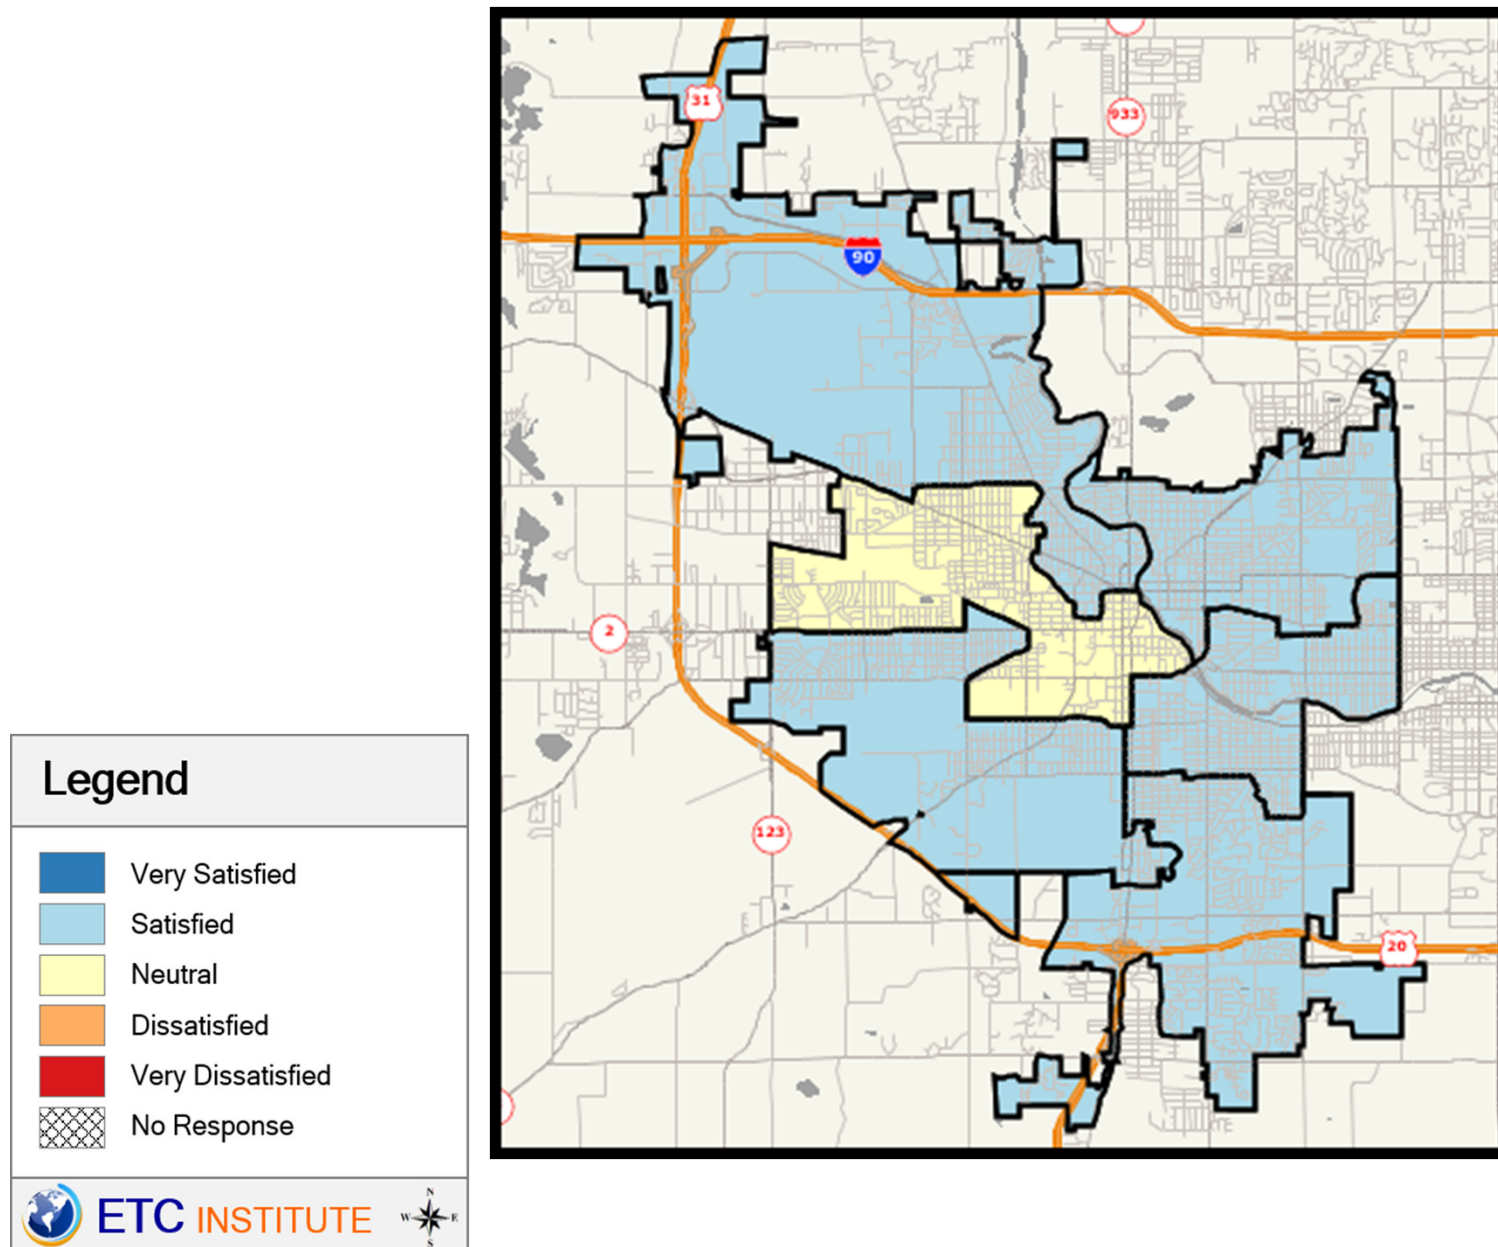 31
933
90
2
123
20
Legend
Very Satisfied
Satisfied
Neutral
Dissatisfied
Very Dissatisfied
No Response
ETC INSTITUTE
N
W E
S